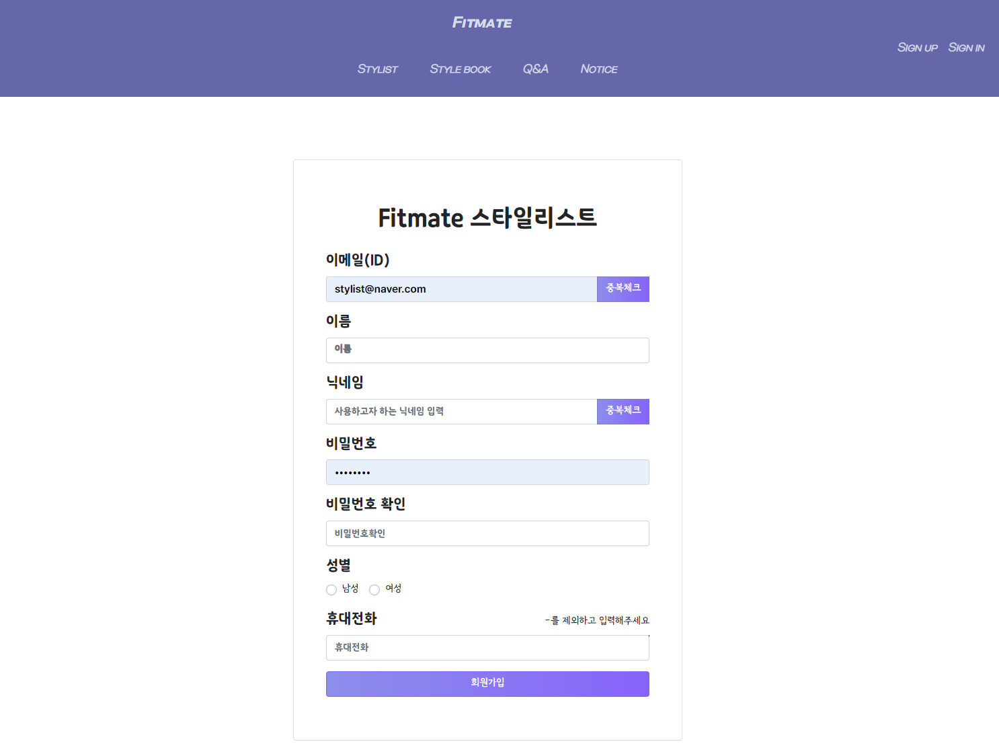 Fitmate
Sign up Sign in
Stylist Style book Q&A Notice
Fitmate 스타일리스트
이메일(ID)
stylist@naver.com 중복체크
이름
이름
닉네임
사용하고자 하는 닉네임 입력 중복체크
비밀번호
••••••••
비밀번호 확인
비밀번호확인
성별
남성 여성
휴대전화 -를 제외하고 입력해주세요
휴대전화
회원가입